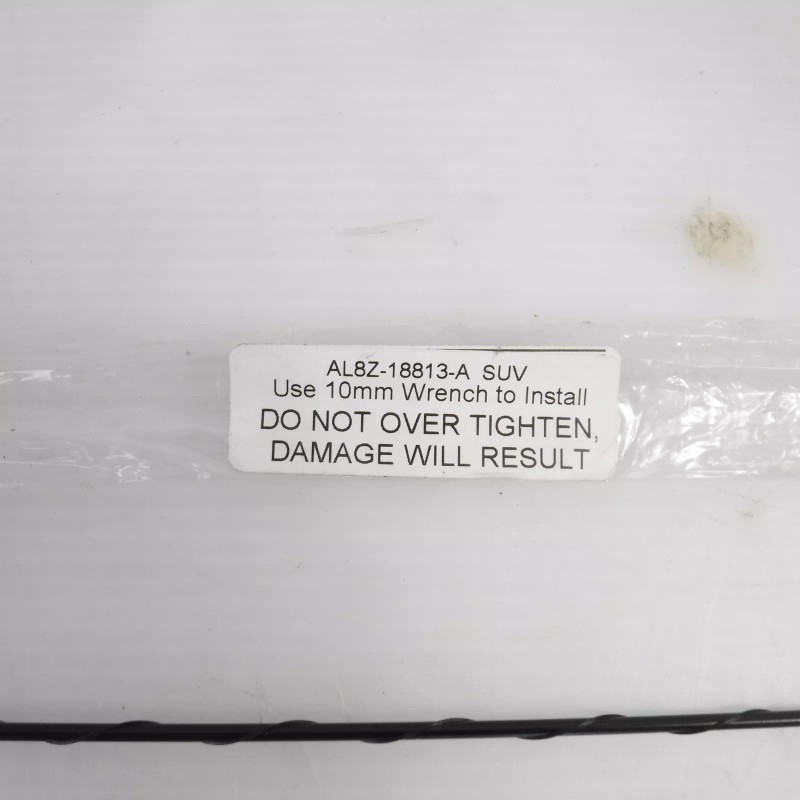 AL8Z-18813-A SUV
Use 10mm Wrench to Install
DO NOT OVER TIGHTEN,
DAMAGE WILL RESULT